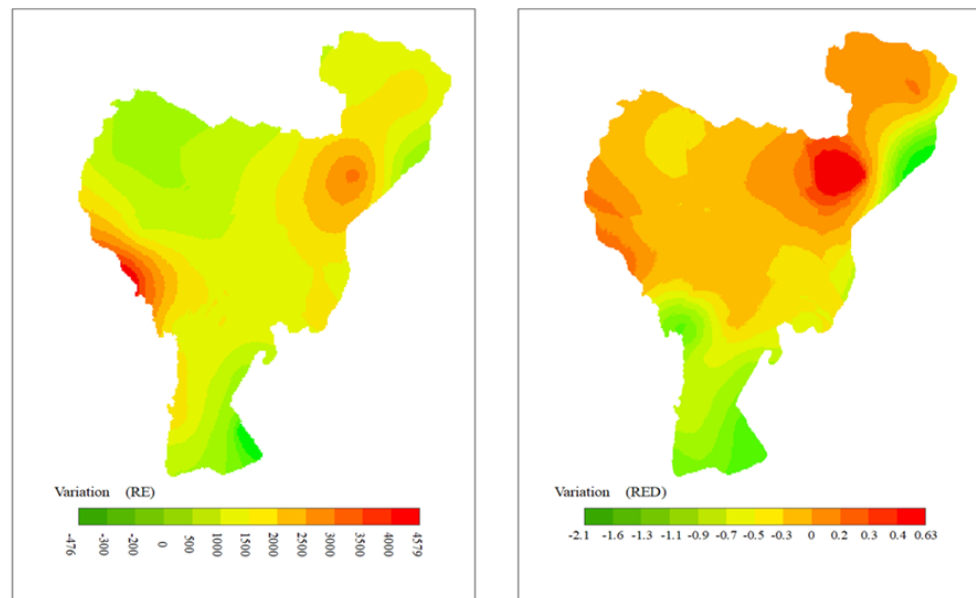 Variation (RE)
-476 -300 -200 0 500 1000 1500 2000 2500 3000 3500 4000 4579
Variation (RED)
-2.1 -1.6 -1.3 -1.1 -0.9 -0.7 -0.5 -0.3 0 0.2 0.3 0.4 0.63